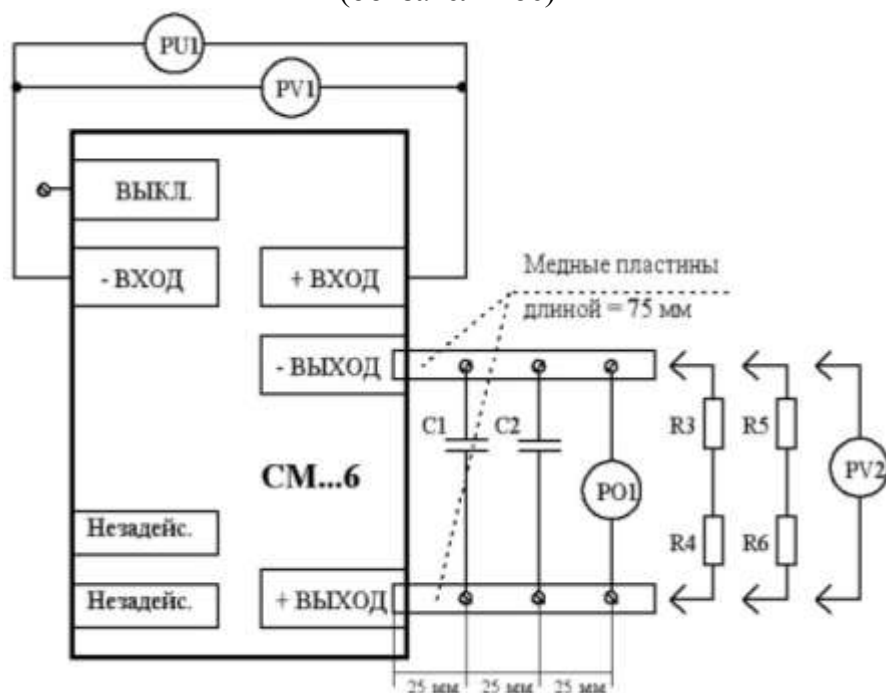 PU1
PV1
ВЫКЛ.
- ВХОД
+ ВХОД
Медные пластины
длиной = 75 мм
- ВЫХОД
C1
C2
R3
R5
СМ...6
PO1
PV2
Незадейс.
R4
R6
Незадейс.
+ ВЫХОД
25 мм
25 мм
25 мм